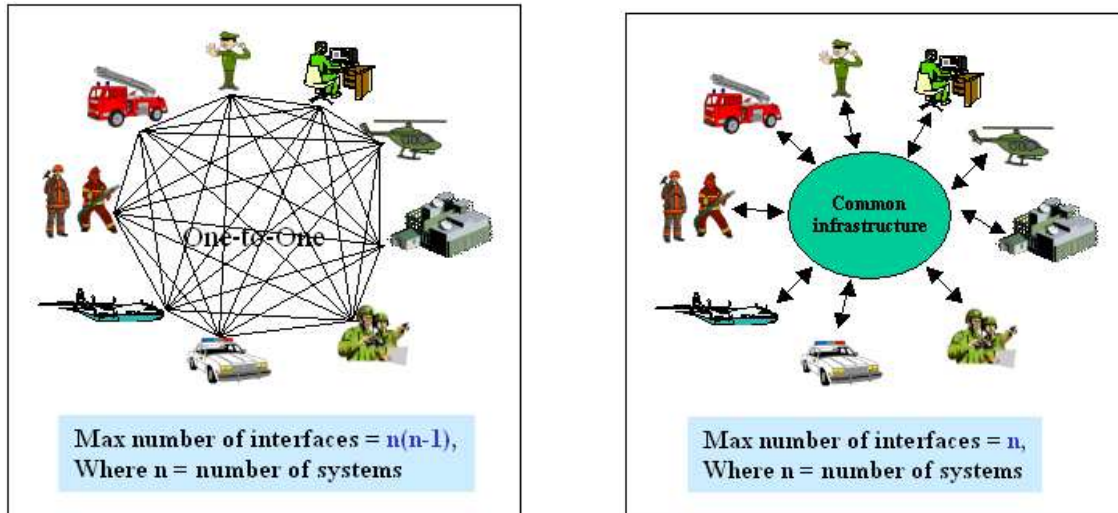 One-to-One
Max number of interfaces = n(n-1),
Where n = number of systems
Common
infrastructure
Max number of interfaces = n,
Where n = number of systems